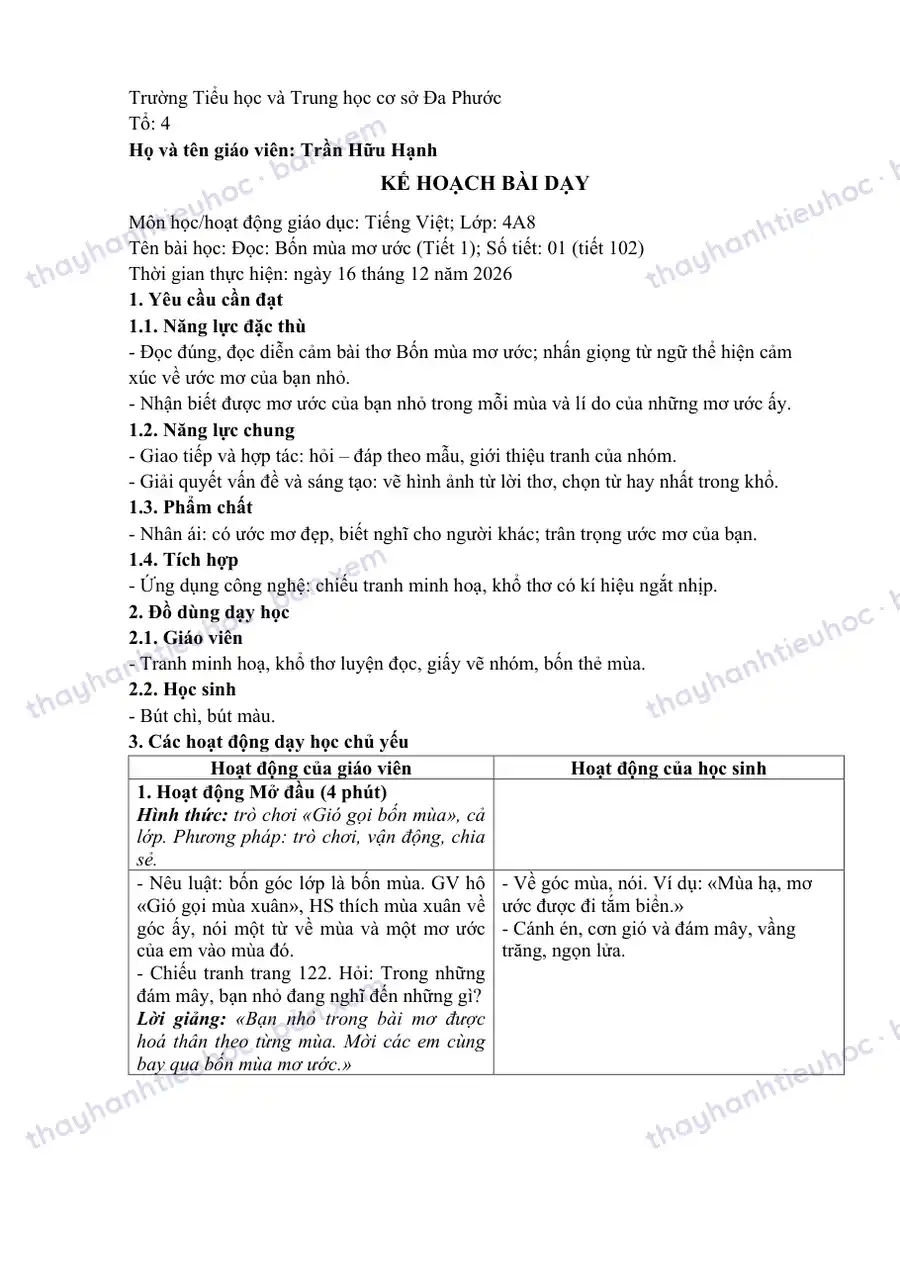 Trường Tiểu học và Trung học cơ sở Đa Phước
Tổ: 4
Họ và tên giáo viên: Trần Hữu Hạnh
KẾ HOẠCH BÀI DẠY
Môn học/hoạt động giáo dục: Tiếng Việt; Lớp: 4A8
Tên bài học: Đọc: Bốn mùa mơ ước (Tiết 1); Số tiết: 01 (tiết 102)
Thời gian thực hiện: ngày 16 tháng 12 năm 2026
1. Yêu cầu cần đạt
1.1. Năng lực đặc thù
- Đọc đúng, đọc diễn cảm bài thơ Bốn mùa mơ ước; nhấn giọng từ ngữ thể hiện cảm
xúc về ước mơ của bạn nhỏ.
- Nhận biết được mơ ước của bạn nhỏ trong mỗi mùa và lí do của những mơ ước ấy.
1.2. Năng lực chung
- Giao tiếp và hợp tác: hỏi – đáp theo mẫu, giới thiệu tranh của nhóm.
- Giải quyết vấn đề và sáng tạo: vẽ hình ảnh từ lời thơ, chọn từ hay nhất trong khổ.
1.3. Phẩm chất
- Nhân ái: có ước mơ đẹp, biết nghĩ cho người khác; trân trọng ước mơ của bạn.
1.4. Tích hợp
- Ứng dụng công nghệ: chiếu tranh minh hoạ, khổ thơ có kí hiệu ngắt nhịp.
2. Đồ dùng dạy học
2.1. Giáo viên
- Tranh minh hoạ, khổ thơ luyện đọc, giấy vẽ nhóm, bốn thẻ mùa.
2.2. Học sinh
- Bút chì, bút màu.
3. Các hoạt động dạy học chủ yếu
Hoạt động của giáo viên
Hoạt động của học sinh
1. Hoạt động Mở đầu (4 phút)
Hình thức: trò chơi «Gió gọi bốn mùa», cả
lớp. Phương pháp: trò chơi, vận động, chia
sẻ.
- Nêu luật: bốn góc lớp là bốn mùa. GV hô
«Gió gọi mùa xuân», HS thích mùa xuân về
góc ấy, nói một từ về mùa và một mơ ước
của em vào mùa đó.
- Chiếu tranh trang 122. Hỏi: Trong những
đám mây, bạn nhỏ đang nghĩ đến những gì?
Lời giảng: «Bạn nhỏ trong bài mơ được
hoá thân theo từng mùa. Mời các em cùng
bay qua bốn mùa mơ ước.»
- Về góc mùa, nói. Ví dụ: «Mùa hạ, mơ
ước được đi tắm biển.»
- Cánh én, cơn gió và đám mây, vầng
trăng, ngọn lửa.
thayhanhtieuhoc · bản xem
thayhanhtieuhoc · b
thayhanhtieuhoc · bản xem
thayhanhtieuhoc · b
thayhanhtieuhoc · bản xem
thayhanhtieuhoc · b